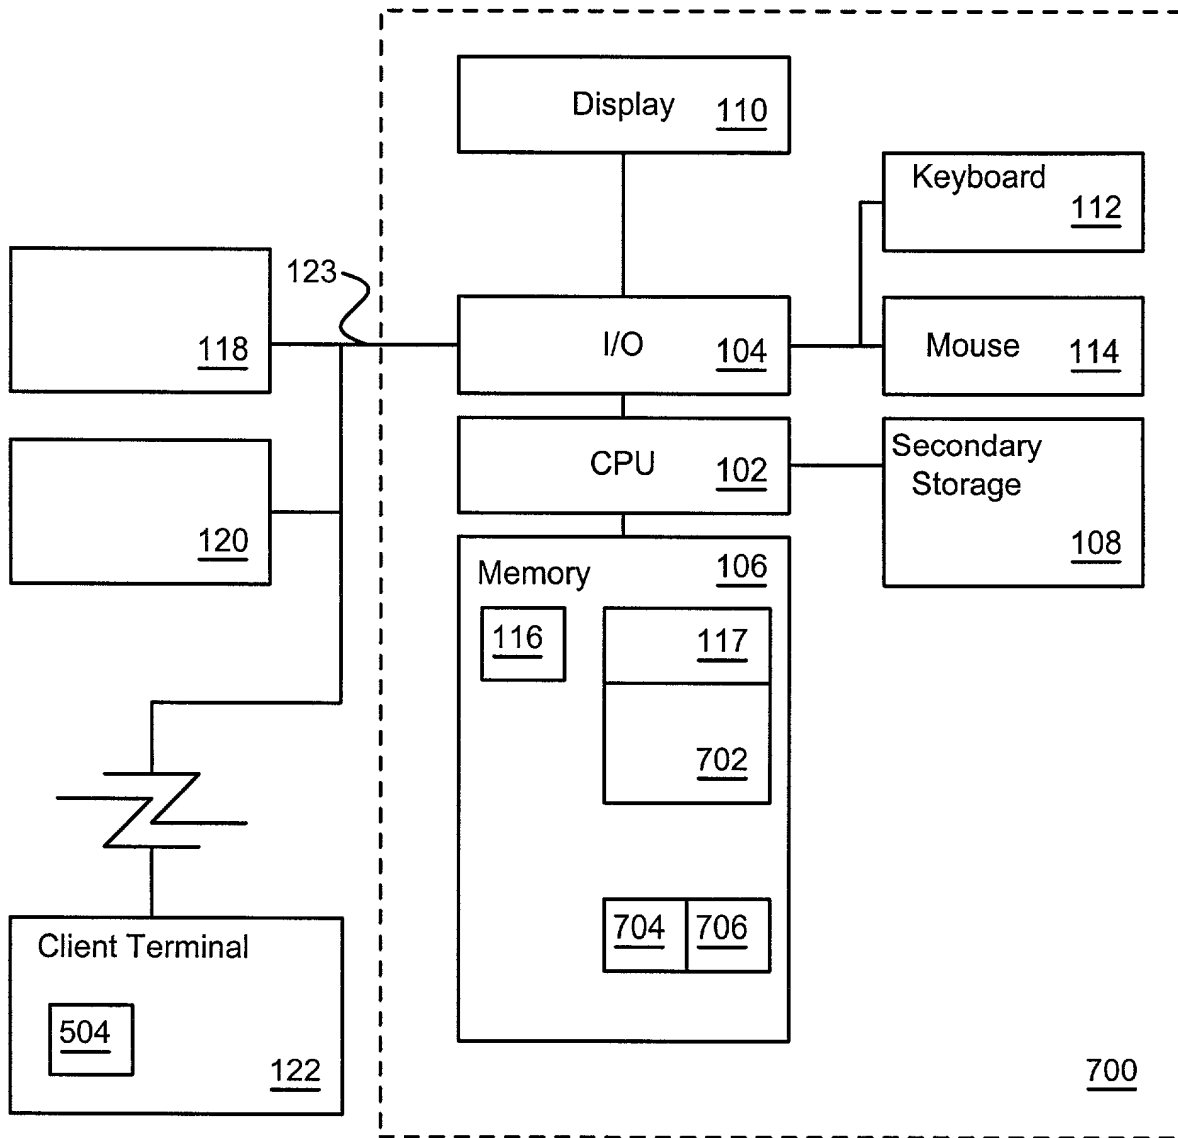 Display 110
Keyboard
112
123
118
I/O 104
Mouse 114
120
CPU 102
Secondary
Storage
108
Memory 106
116
117
702
704 706
Client Terminal
504
122
700